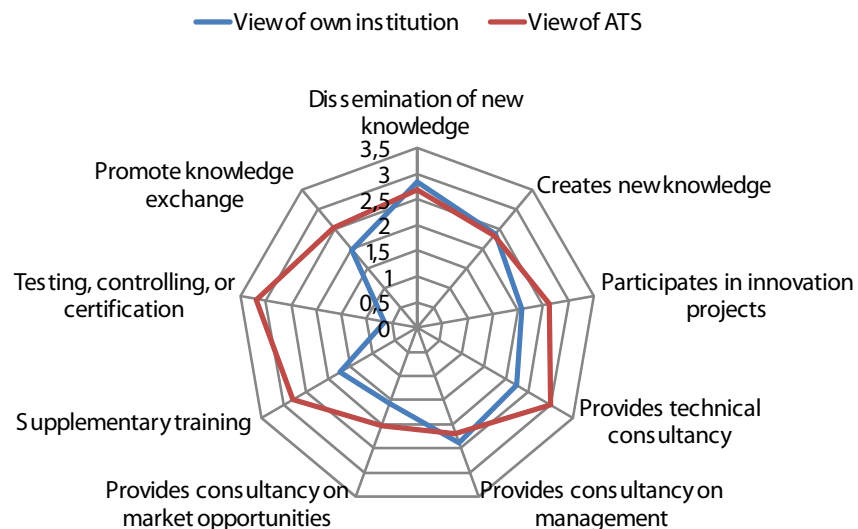 View of own institution
View of ATS
Dissemination of new
knowledge
3,5
3
2,5
2
1,5
1
0,5
0
Creates new knowledge
Participates in innovation
projects
Provides technical
consultancy
Provides consultancy on
management
Provides consultancy on
market opportunities
Supplementary training
Testing, controlling, or
certification
Promote knowledge
exchange